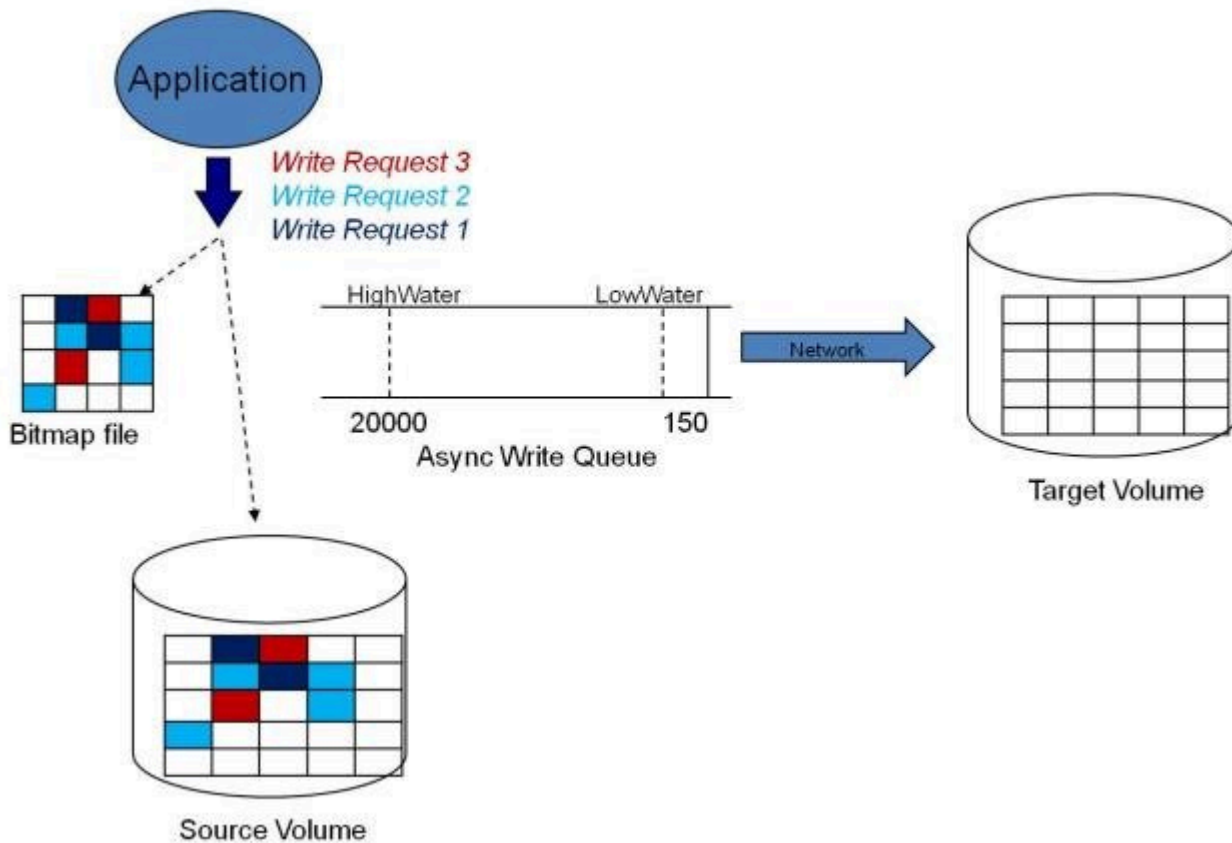 Application
Write Request 3
Write Request 2
Write Request 1
HighWater
LowWater
Network
20000
150
Bitmap file
Async Write Queue
Target Volume
Source Volume